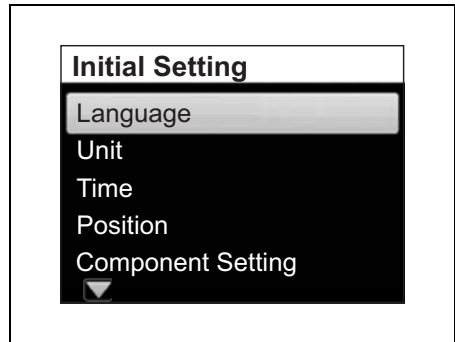 Initial Setting
Language
Unit
Time
Position
Component Setting